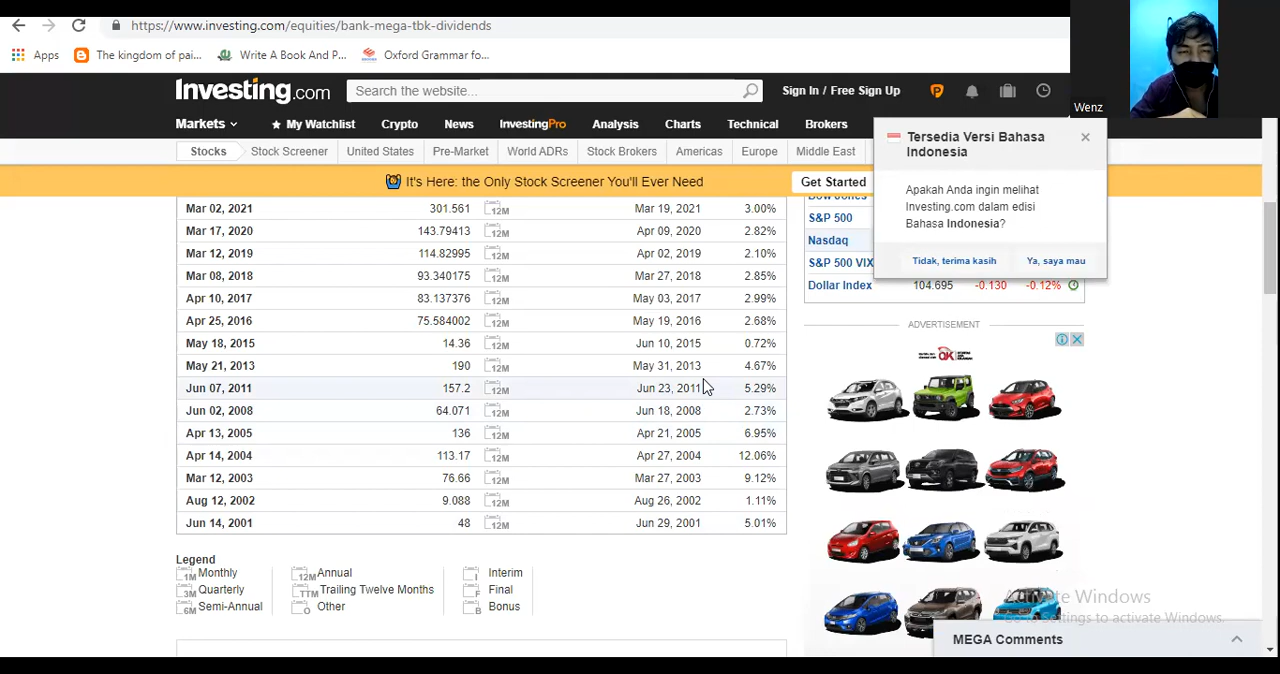 https://www.investing.com/equities/bank-mega-tbk-dividends
Apps
The kingdom of pai...
Write A Book And P...
Oxford Grammar fo...
Wenz
Investing.com
Search the website...
Sign In / Free Sign Up
Markets
My Watchlist
Crypto
News
InvestingPro
Analysis
Charts
Technical
Brokers
Stocks
Stock Screener
United States
Pre-Market
World ADRs
Stock Brokers
Americas
Europe
Middle East
Tersedia Versi Bahasa
Indonesia
Apakah Anda ingin melihat
Investing.com dalam edisi
Bahasa Indonesia?
Tidak, terima kasih
Ya, saya mau
It's Here: the Only Stock Screener You'll Ever Need
Get Started
Mar 02, 2021 301.561 12M Mar 19, 2021 3.00%
Mar 17, 2020 143.79413 12M Apr 09, 2020 2.82%
Mar 12, 2019 114.82995 12M Apr 02, 2019 2.10%
Mar 08, 2018 93.340175 12M Mar 27, 2018 2.85%
Apr 10, 2017 83.137376 12M May 03, 2017 2.99%
Apr 25, 2016 75.584002 12M May 19, 2016 2.68%
May 18, 2015 14.36 12M Jun 10, 2015 0.72%
May 21, 2013 190 12M May 31, 2013 4.67%
Jun 07, 2011 157.2 12M Jun 23, 2011 5.29%
Jun 02, 2008 64.071 12M Jun 18, 2008 2.73%
Apr 13, 2005 136 12M Apr 21, 2005 6.95%
Apr 14, 2004 113.17 12M Apr 27, 2004 12.06%
Mar 12, 2003 76.66 12M Mar 27, 2003 9.12%
Aug 12, 2002 9.088 12M Aug 26, 2002 1.11%
Jun 14, 2001 48 12M Jun 29, 2001 5.01%
Dow Jones
S&P 500
Nasdaq
S&P 500 VIX
Dollar Index 104.695 -0.130 -0.12%
ADVERTISEMENT
Legend
1M Monthly
3M Quarterly
6M Semi-Annual
12M Annual
TTM Trailing Twelve Months
O Other
I Interim
F Final
B Bonus
Activate Windows
Go to Settings to activate Windows.
MEGA Comments